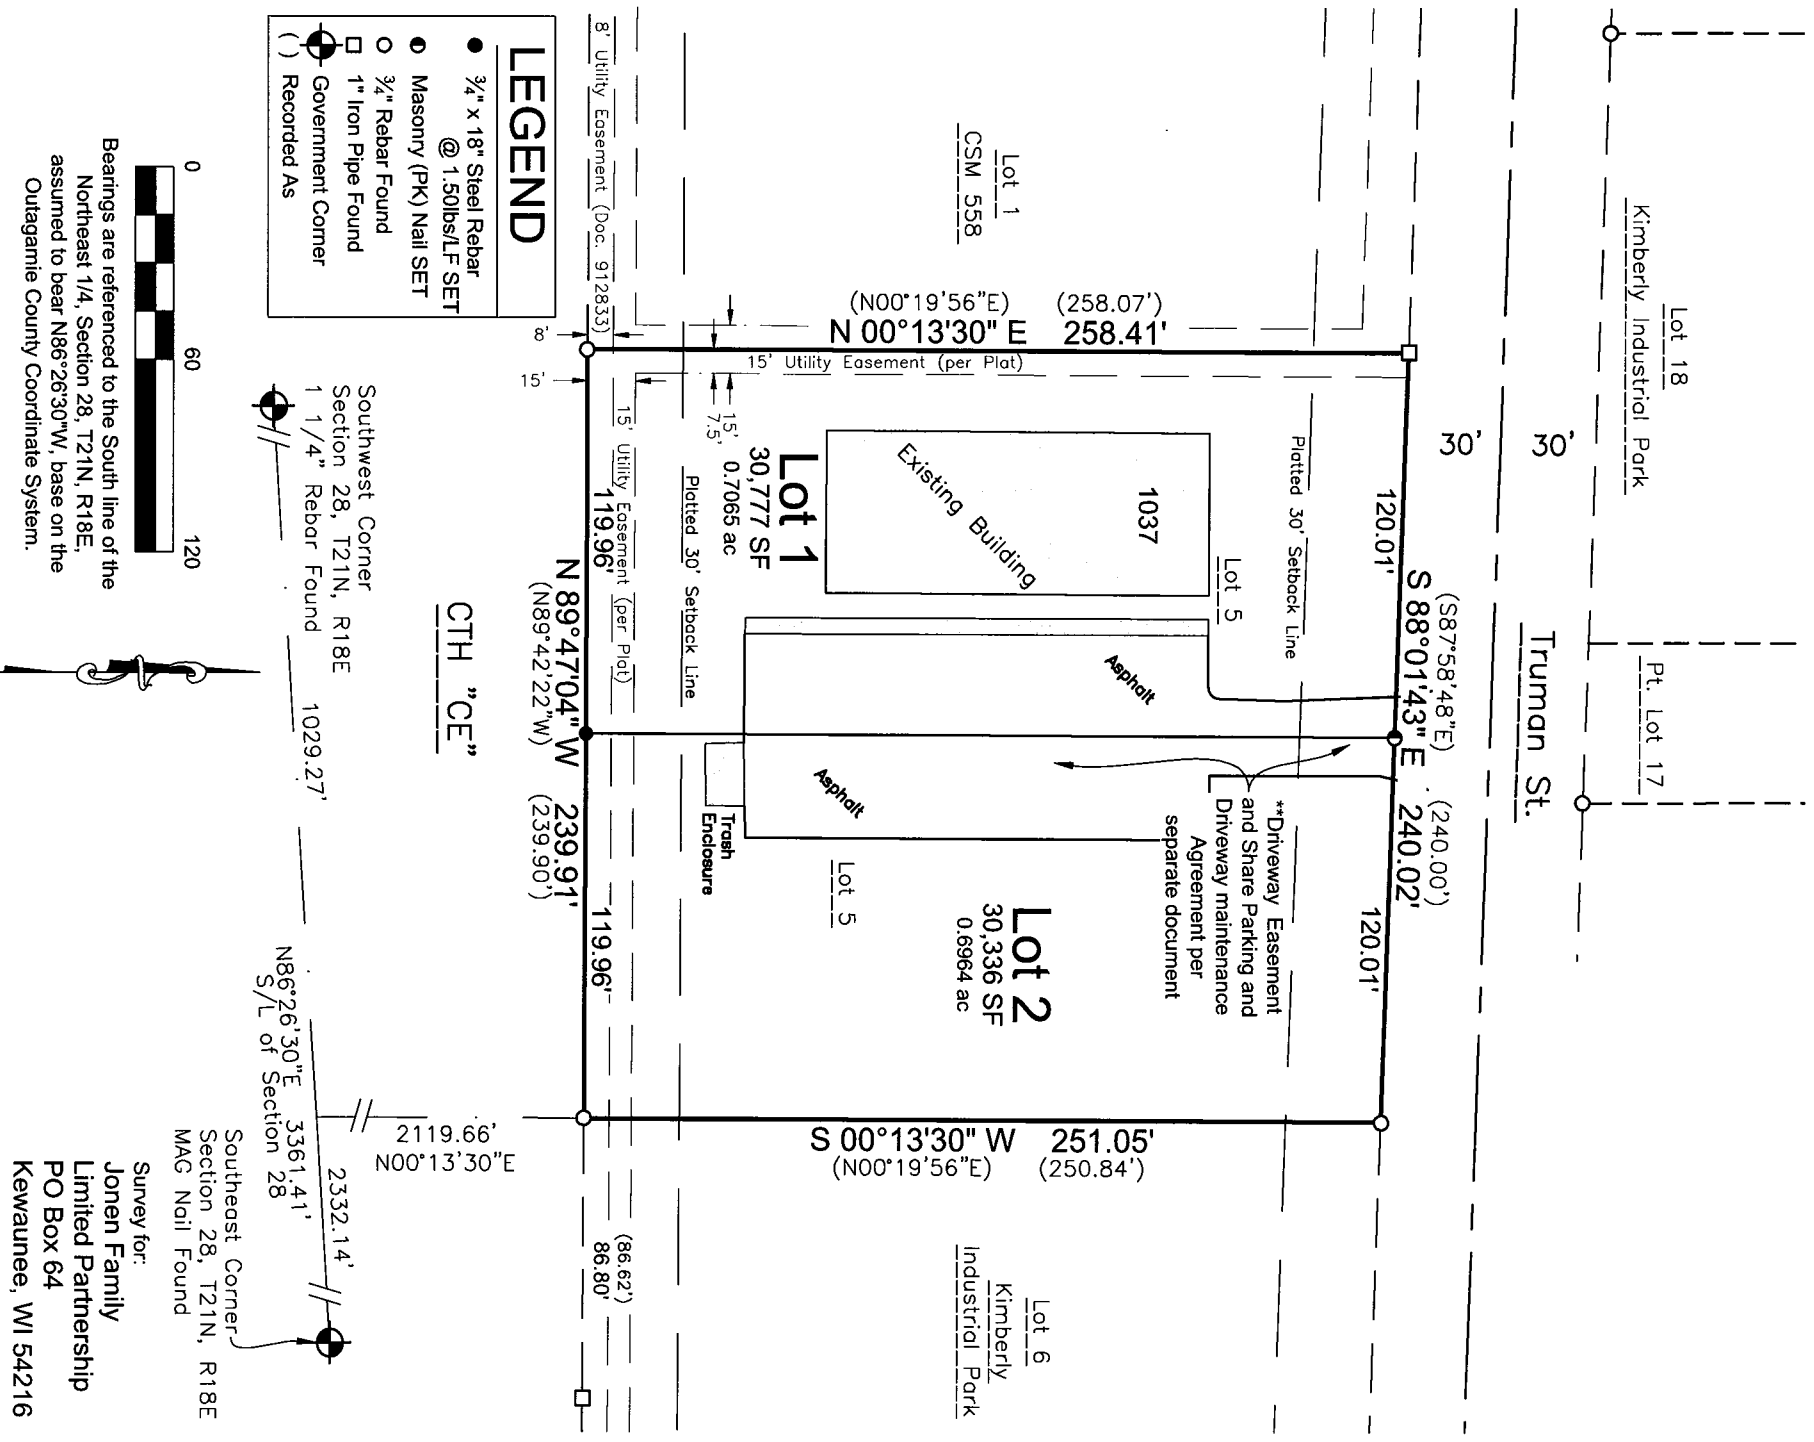 Lot 18
Kimberly Industrial Park
Pt. Lot 17
30'
30'
Truman St.
(S87°58'48"E) (240.00')
S 88°01'43" E 240.02'
120.01'
120.01'
Platted 30' Setback Line
Lot 1
CSM 558
(N00°19'56"E) (258.07')
N 00°13'30" E 258.41'
15' Utility Easement (per Plat)
1037
Existing Building
Lot 5
Asphalt
**Driveway Easement
and Share Parking and
Driveway maintenance
Agreement per
separate document
Lot 1
30,777 SF
0.7065 ac
15'
7.5'
Asphalt
Trash
Enclosure
Lot 5
Lot 2
30,336 SF
0.6964 ac
S 00°13'30" W 251.05'
(N00°19'56"E) (250.84')
Lot 6
Kimberly
Industrial Park
Platted 30' Setback Line
15' Utility Easement (per Plat)
8' Utility Easement (Doc. 912833)
8'
15'
119.96'
119.96'
(86.62')
86.80'
N 89°47'04" W 239.91'
(N89°42'22"W) (239.90')
CTH "CE"
LEGEND
¾" x 18" Steel Rebar
@ 1.50lbs/LF SET
Masonry (PK) Nail SET
¾" Rebar Found
1" Iron Pipe Found
Government Corner
( ) Recorded As
Southwest Corner
Section 28, T21N, R18E
1 1/4" Rebar Found
1029.27'
2119.66'
N00°13'30"E
2332.14'
N86°26'30"E 3361.41'
S/L of Section 28
Southeast Corner
Section 28, T21N, R18E
MAG Nail Found
0 60 120
Bearings are referenced to the South line of the
Northeast 1/4, Section 28, T21N, R18E,
assumed to bear N86°26'30"W, base on the
Outagamie County Coordinate System.
Survey for:
Jonen Family
Limited Partnership
PO Box 64
Kewaunee, WI 54216